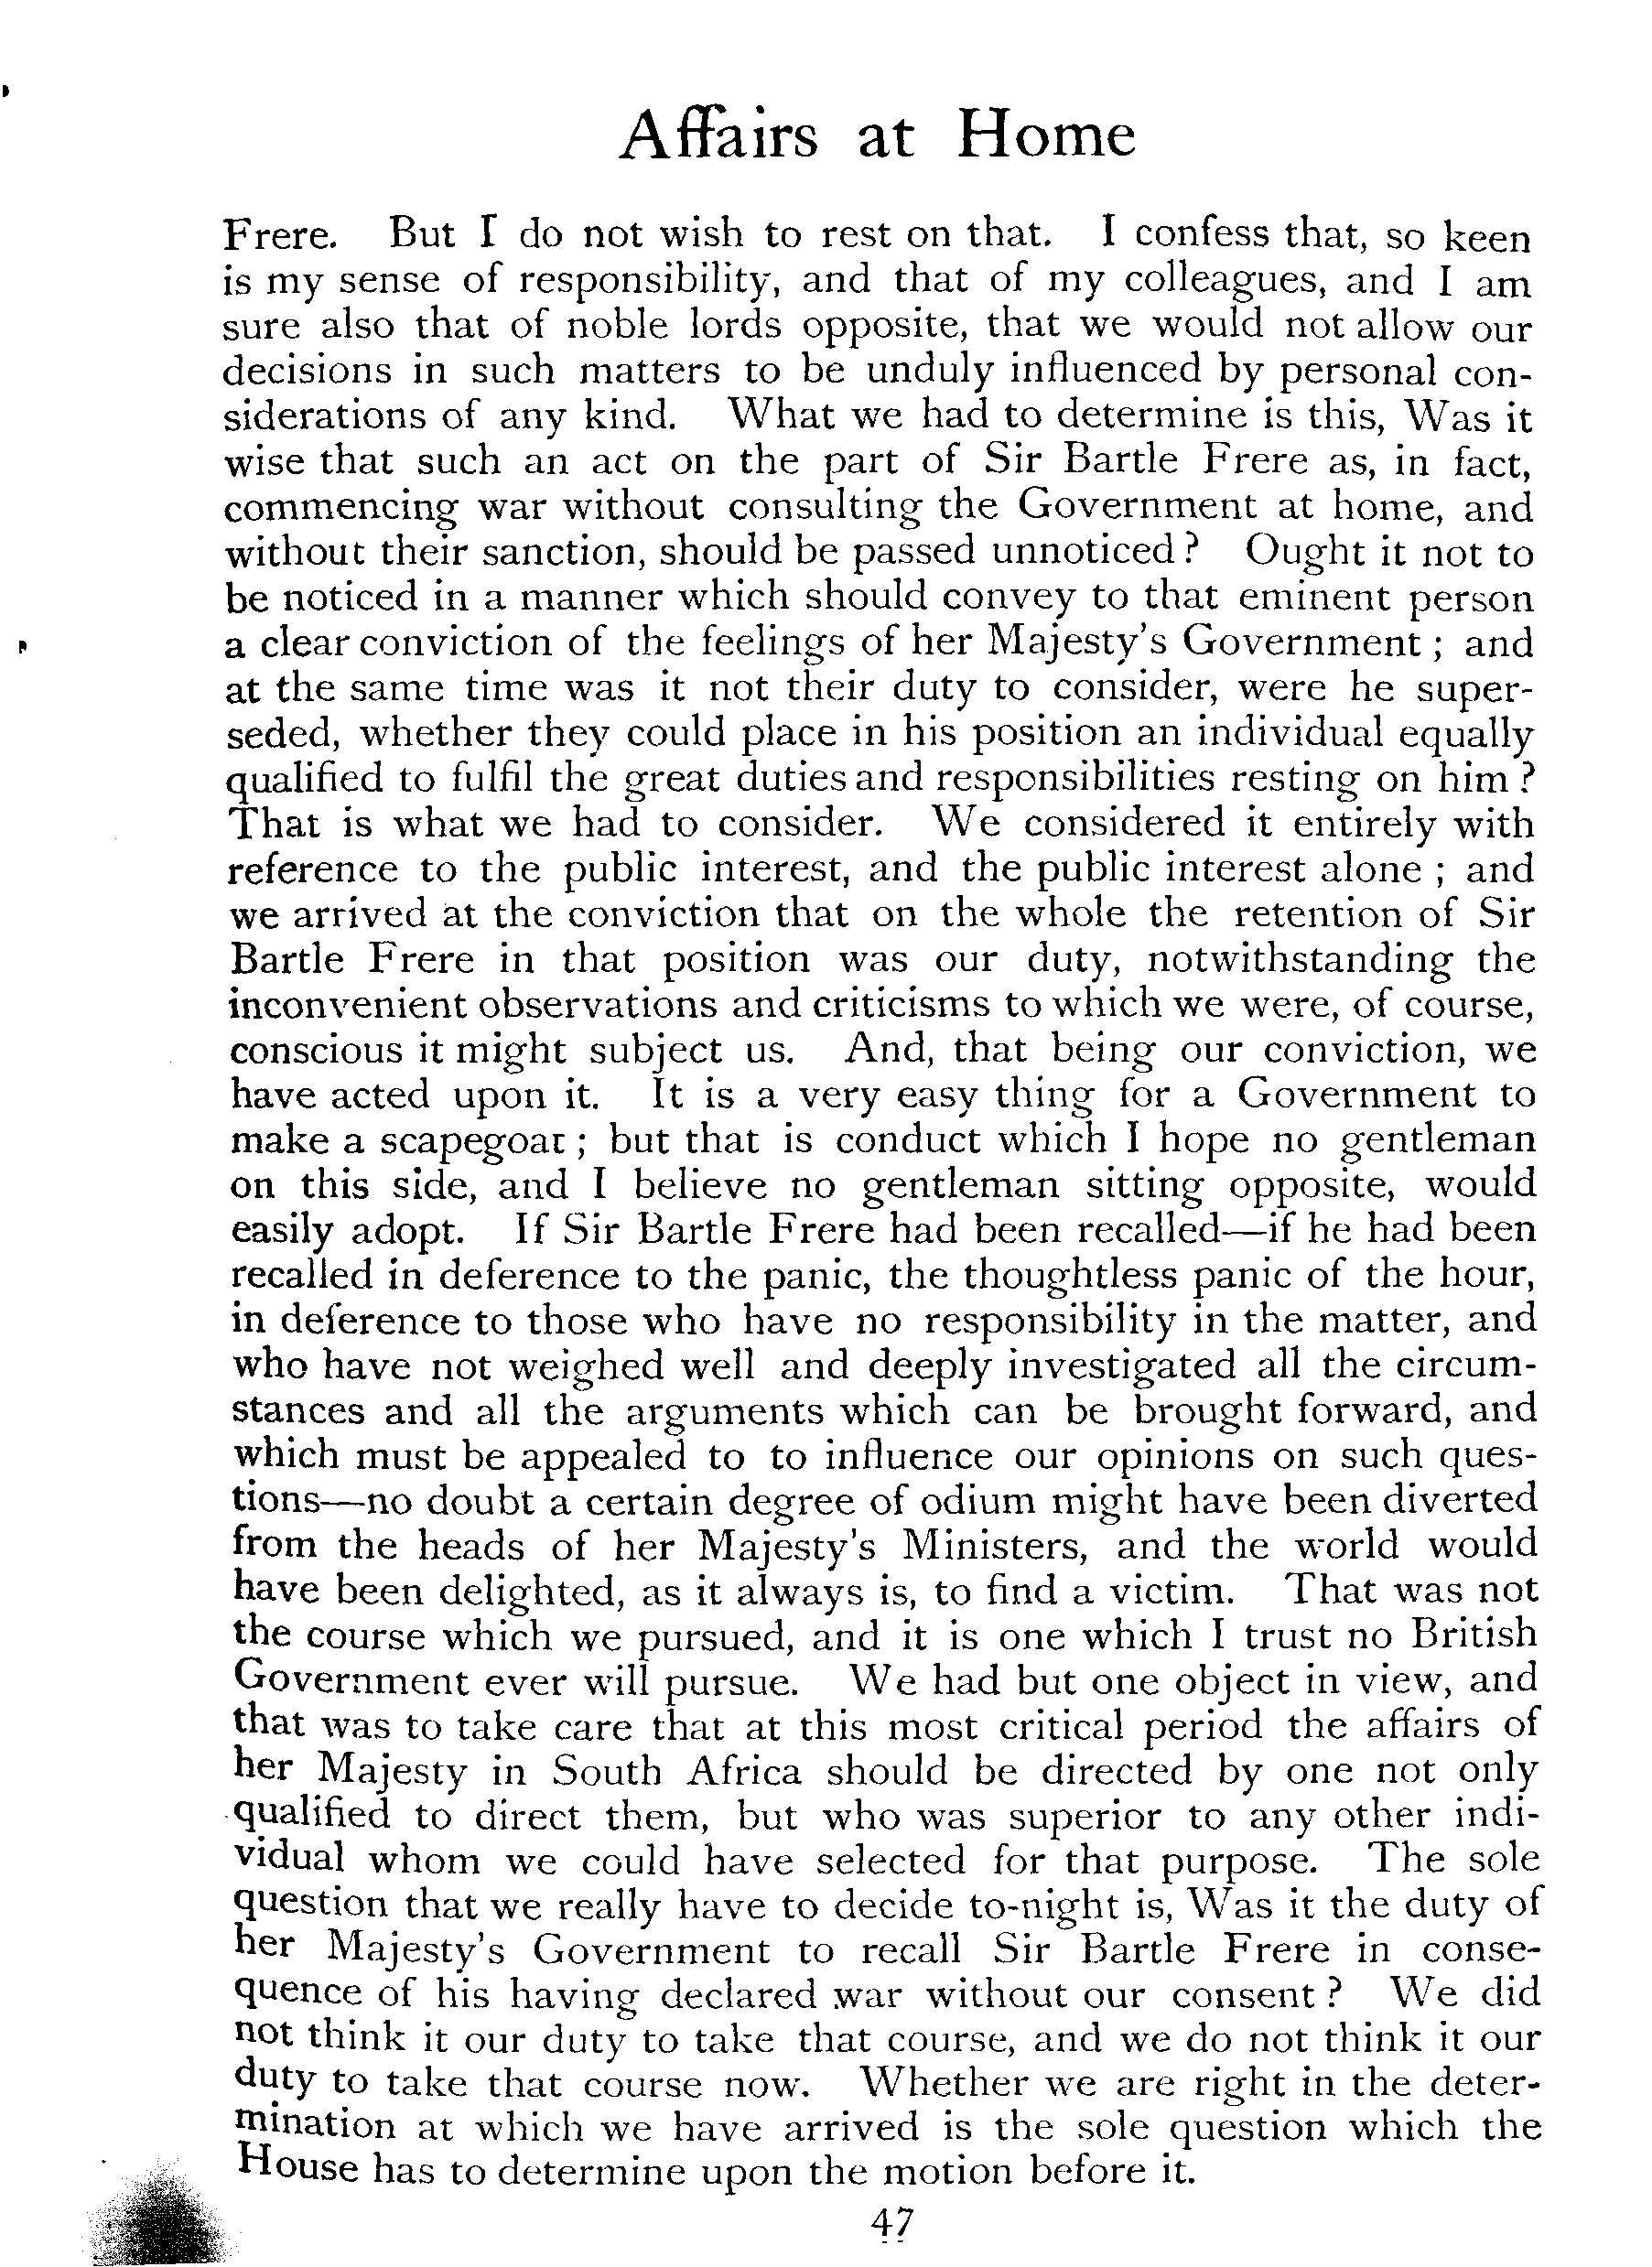 Affairs at Home
Frere. But I do not wish to rest on that. I confess that, so keen
is my sense of responsibility, and that of my colleagues, and I am
sure also that of noble lords opposite, that we would not allow our
decisions in such matters to be unduly influenced by personal con-
siderations of any kind. What we had to determine is this, Was it
wise that such an act on the part of Sir Bartle Frere as, in fact,
commencing war without consulting the Government at home, and
without their sanction, should be passed unnoticed? Ought it not to
be noticed in a manner which should convey to that eminent person
a clear conviction of the feelings of her Majesty's Government; and
at the same time was it not their duty to consider, were he super-
seded, whether they could place in his position an individual equally
qualified to fulfil the great duties and responsibilities resting on him?
That is what we had to consider. We considered it entirely with
reference to the public interest, and the public interest alone; and
we arrived at the conviction that on the whole the retention of Sir
Bartle Frere in that position was our duty, notwithstanding the
inconvenient observations and criticisms to which we were, of course,
conscious it might subject us. And, that being our conviction, we
have acted upon it. It is a very easy thing for a Government to
make a scapegoat; but that is conduct which I hope no gentleman
on this side, and I believe no gentleman sitting opposite, would
easily adopt. If Sir Bartle Frere had been recalled—if he had been
recalled in deference to the panic, the thoughtless panic of the hour,
in deference to those who have no responsibility in the matter, and
who have not weighed well and deeply investigated all the circum-
stances and all the arguments which can be brought forward, and
which must be appealed to to influence our opinions on such ques-
tions—no doubt a certain degree of odium might have been diverted
from the heads of her Majesty's Ministers, and the world would
have been delighted, as it always is, to find a victim. That was not
the course which we pursued, and it is one which I trust no British
Government ever will pursue. We had but one object in view, and
that was to take care that at this most critical period the affairs of
her Majesty in South Africa should be directed by one not only
qualified to direct them, but who was superior to any other indi-
vidual whom we could have selected for that purpose. The sole
question that we really have to decide to-night is, Was it the duty of
her Majesty's Government to recall Sir Bartle Frere in conse-
quence of his having declared war without our consent? We did
not think it our duty to take that course, and we do not think it our
duty to take that course now. Whether we are right in the deter-
mination at which we have arrived is the sole question which the
House has to determine upon the motion before it.
47